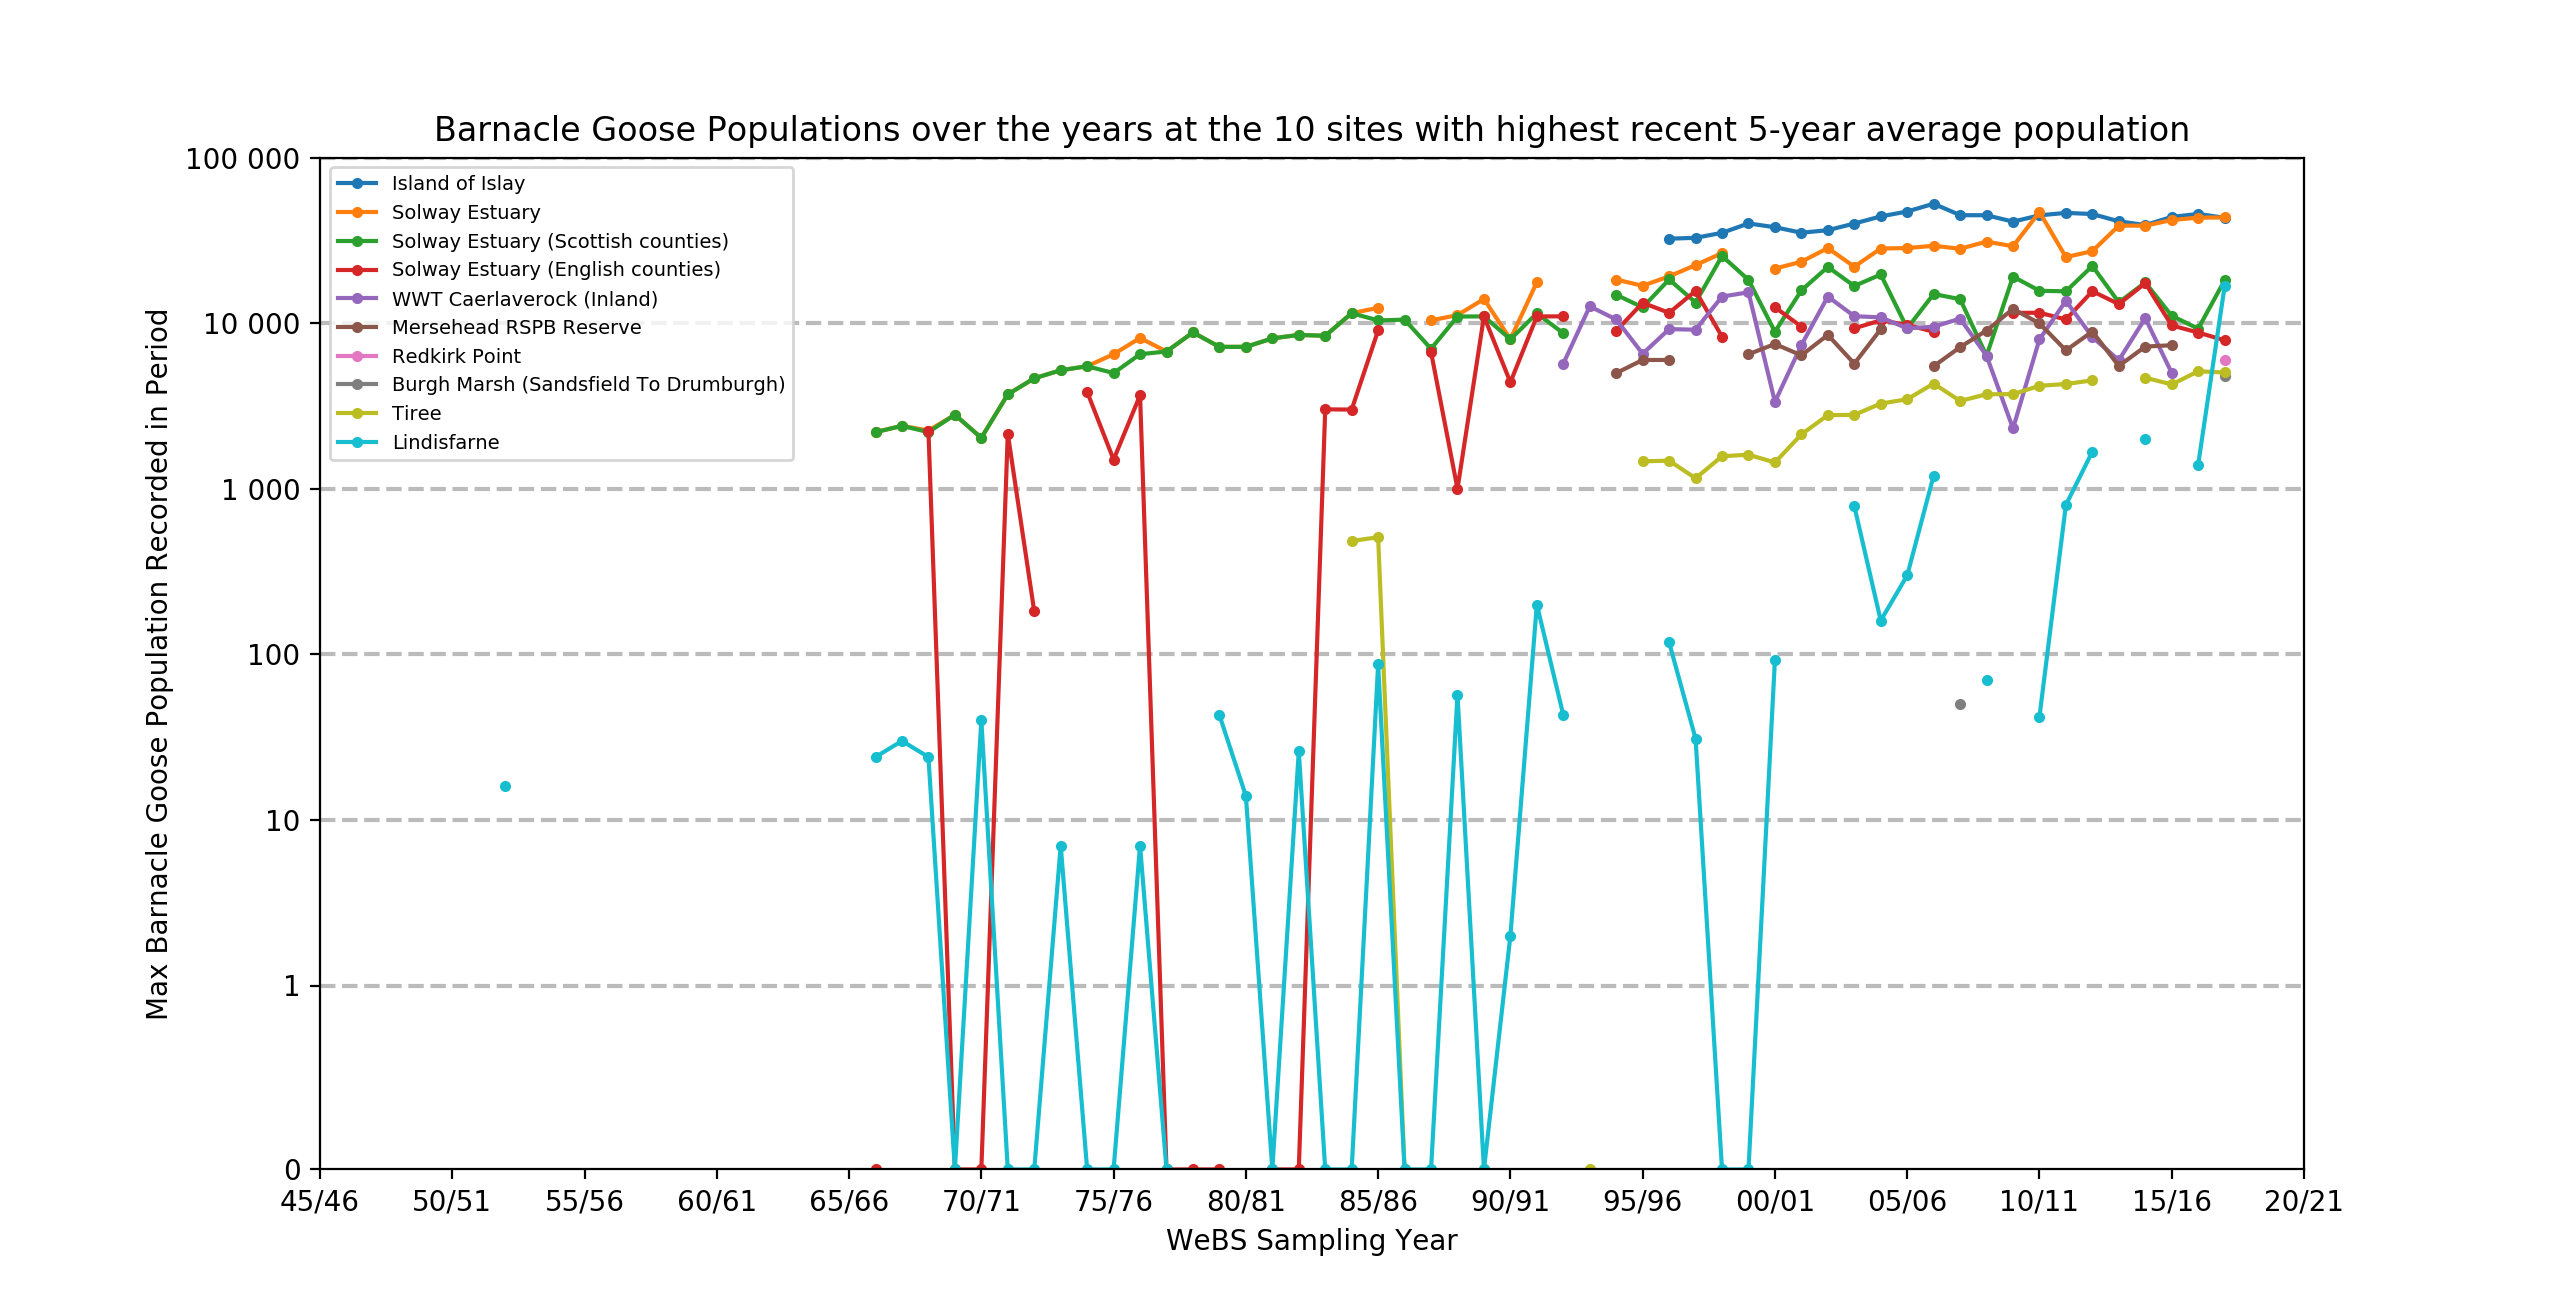 Barnacle Goose Populations over the years at the 10 sites with highest recent 5-year average population
Max Barnacle Goose Population Recorded in Period
100 000
10 000
1 000
100
10
1
0
Island of Islay
Solway Estuary
Solway Estuary (Scottish counties)
Solway Estuary (English counties)
WWT Caerlaverock (Inland)
Mersehead RSPB Reserve
Redkirk Point
Burgh Marsh (Sandsfield To Drumburgh)
Tiree
Lindisfarne
45/46 50/51 55/56 60/61 65/66 70/71 75/76 80/81 85/86 90/91 95/96 00/01 05/06 10/11 15/16 20/21
WeBS Sampling Year